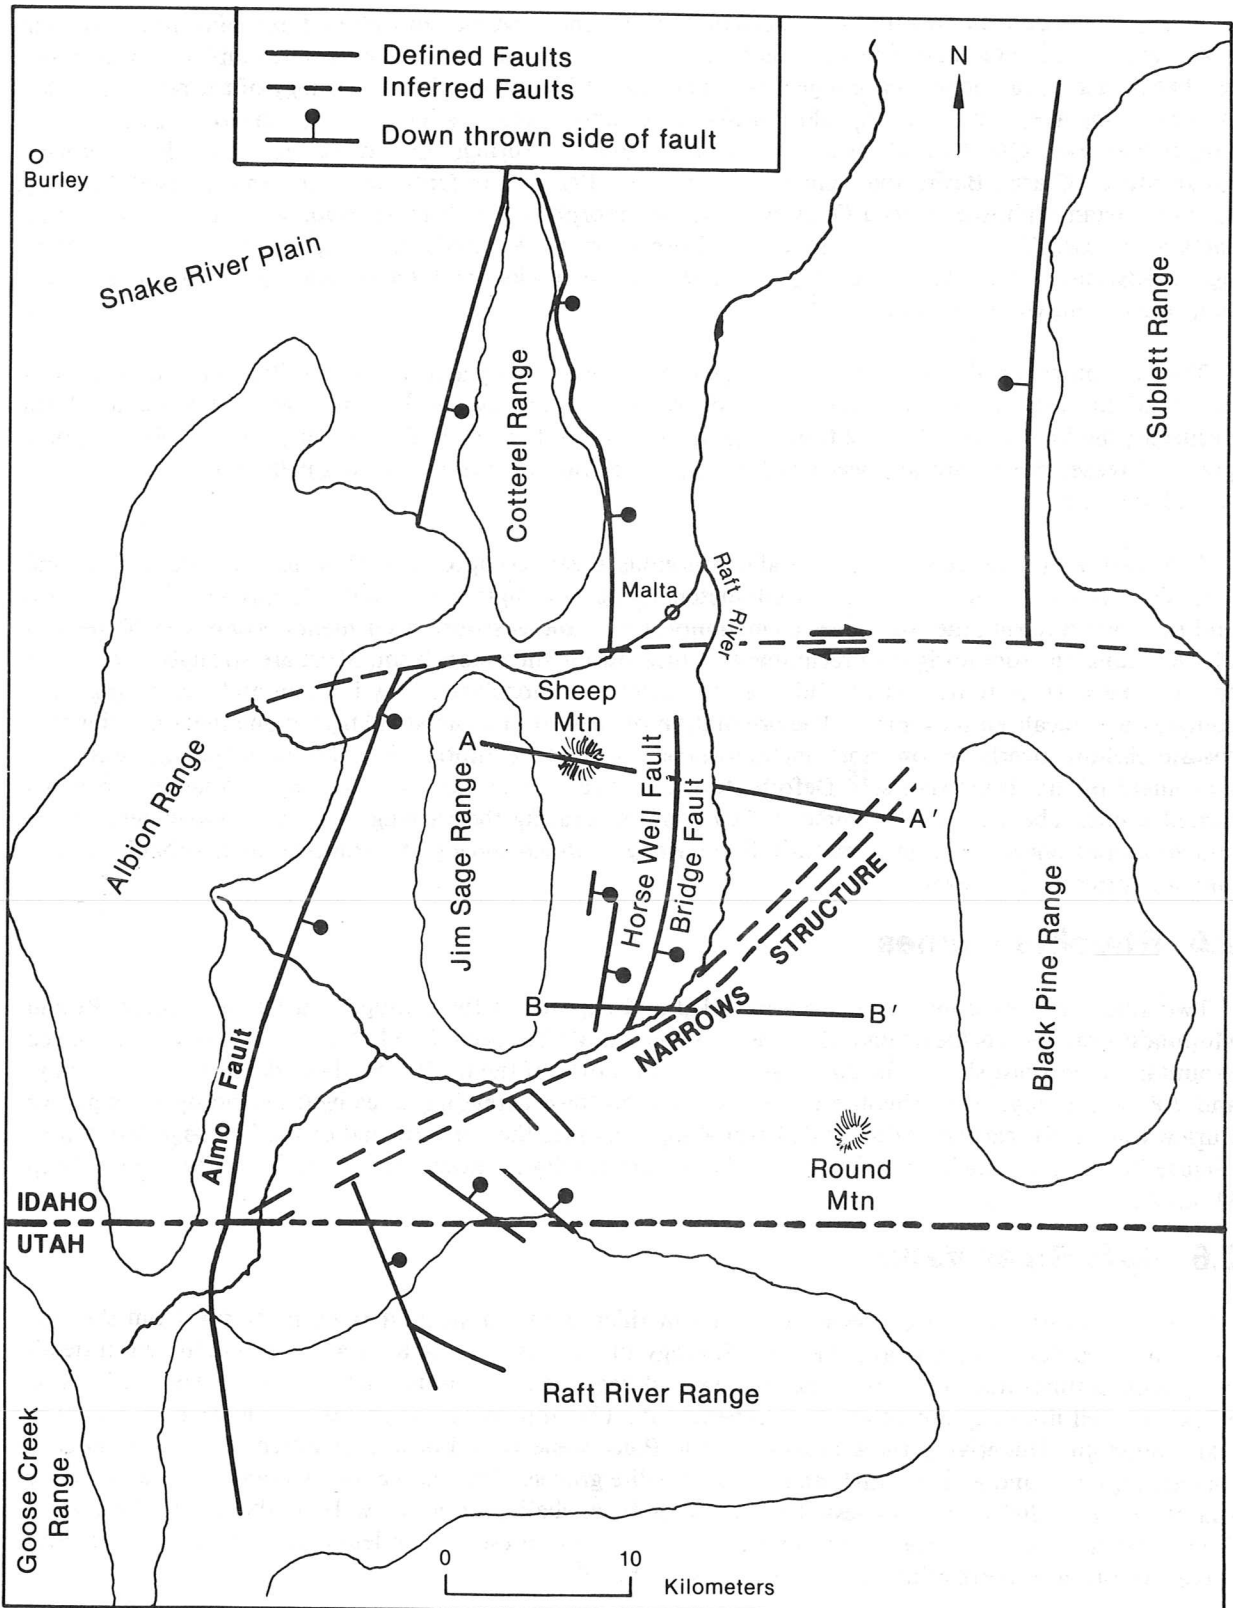 Defined Faults
Inferred Faults
Down thrown side of fault
N
Burley
Snake River Plain
Cotterel Range
Sublett Range
Malta
Raft River
Sheep
Mtn
A
A'
Albion Range
Jim Sage Range
Horse Well Fault
Bridge Fault
NARROWS STRUCTURE
Black Pine Range
B
B'
Almo Fault
Round
Mtn
IDAHO
UTAH
Raft River Range
Goose Creek
Range
0 10
Kilometers